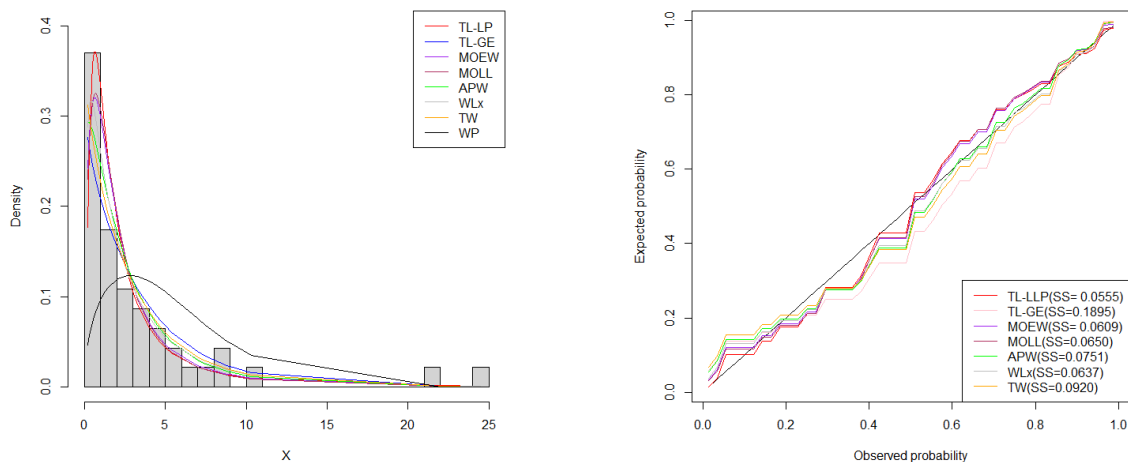 TL-LP
TL-GE
MOEW
MOLL
APW
WLx
TW
WP
0.4
0.3
0.2
0.1
0.0
Density
0
5
10
15
20
25
X
1.0
0.8
0.6
0.4
0.2
0.0
Expected probability
TL-LLP(SS= 0.0555)
TL-GE(SS=0.1895)
MOEW(SS= 0.0609)
MOLL(SS=0.0650)
APW(SS=0.0751)
WLx(SS=0.0637)
TW(SS=0.0920)
0.0
0.2
0.4
0.6
0.8
1.0
Observed probability